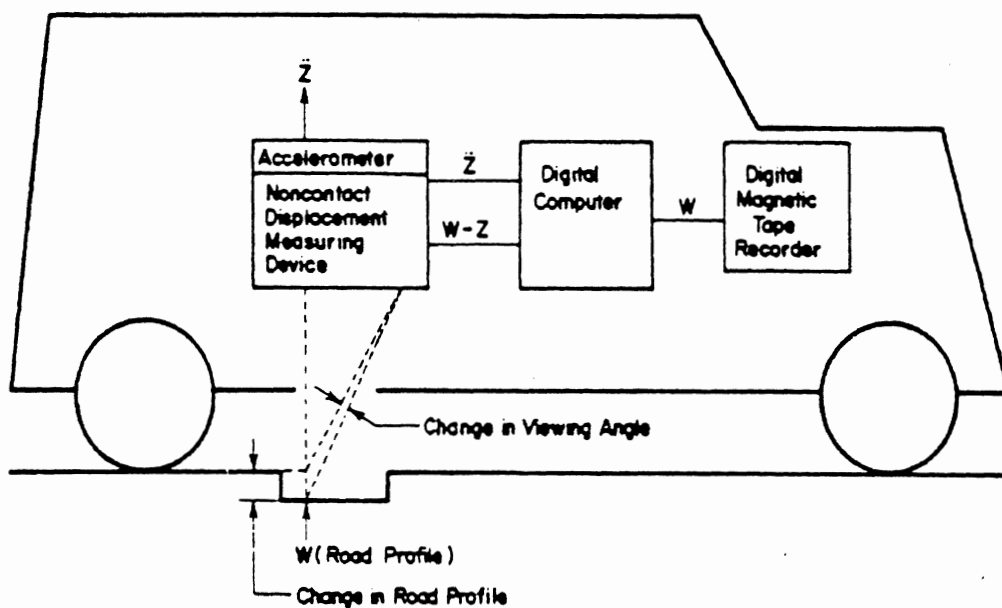 Z̈
Accelerometer
Noncontact
Displacement
Measuring
Device
Z̈
W-Z
Digital
Computer
W
Digital
Magnetic
Tape
Recorder
Change in Viewing Angle
W (Road Profile)
Change in Road Profile